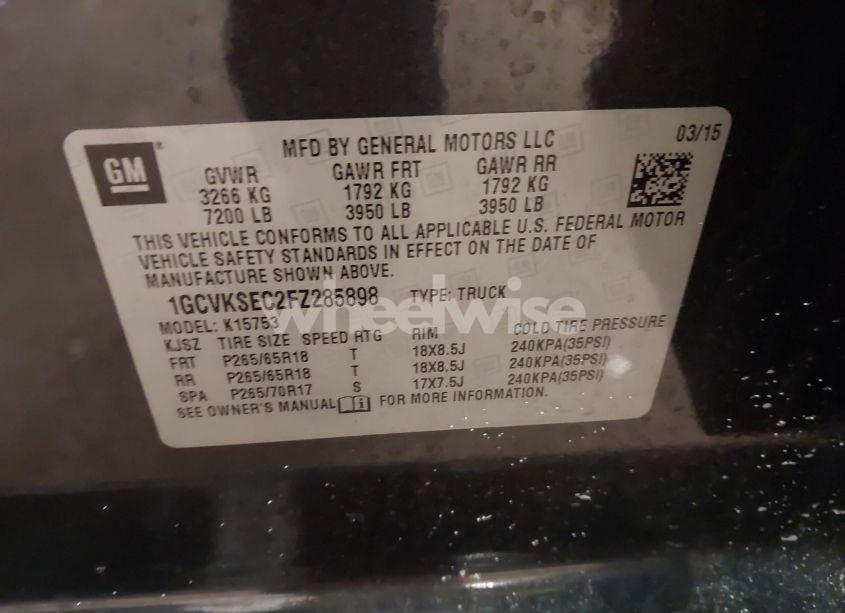 GM
MFD BY GENERAL MOTORS LLC 03/15
GVWR GAWR FRT GAWR RR
3266 KG 1792 KG 1792 KG
7200 LB 3950 LB 3950 LB
THIS VEHICLE CONFORMS TO ALL APPLICABLE U.S. FEDERAL MOTOR
VEHICLE SAFETY STANDARDS IN EFFECT ON THE DATE OF
MANUFACTURE SHOWN ABOVE.
1GCVKSEC2FZ285898 TYPE: TRUCK
MODEL: K15753
wheelwise
KJSZ TIRE SIZE SPEED RTG RIM COLD TIRE PRESSURE
FRT P265/65R18 T 18X8.5J 240KPA(35PSI)
RR P265/65R18 T 18X8.5J 240KPA(35PSI)
SPA P265/70R17 S 17X7.5J 240KPA(35PSI)
SEE OWNER'S MANUAL FOR MORE INFORMATION.